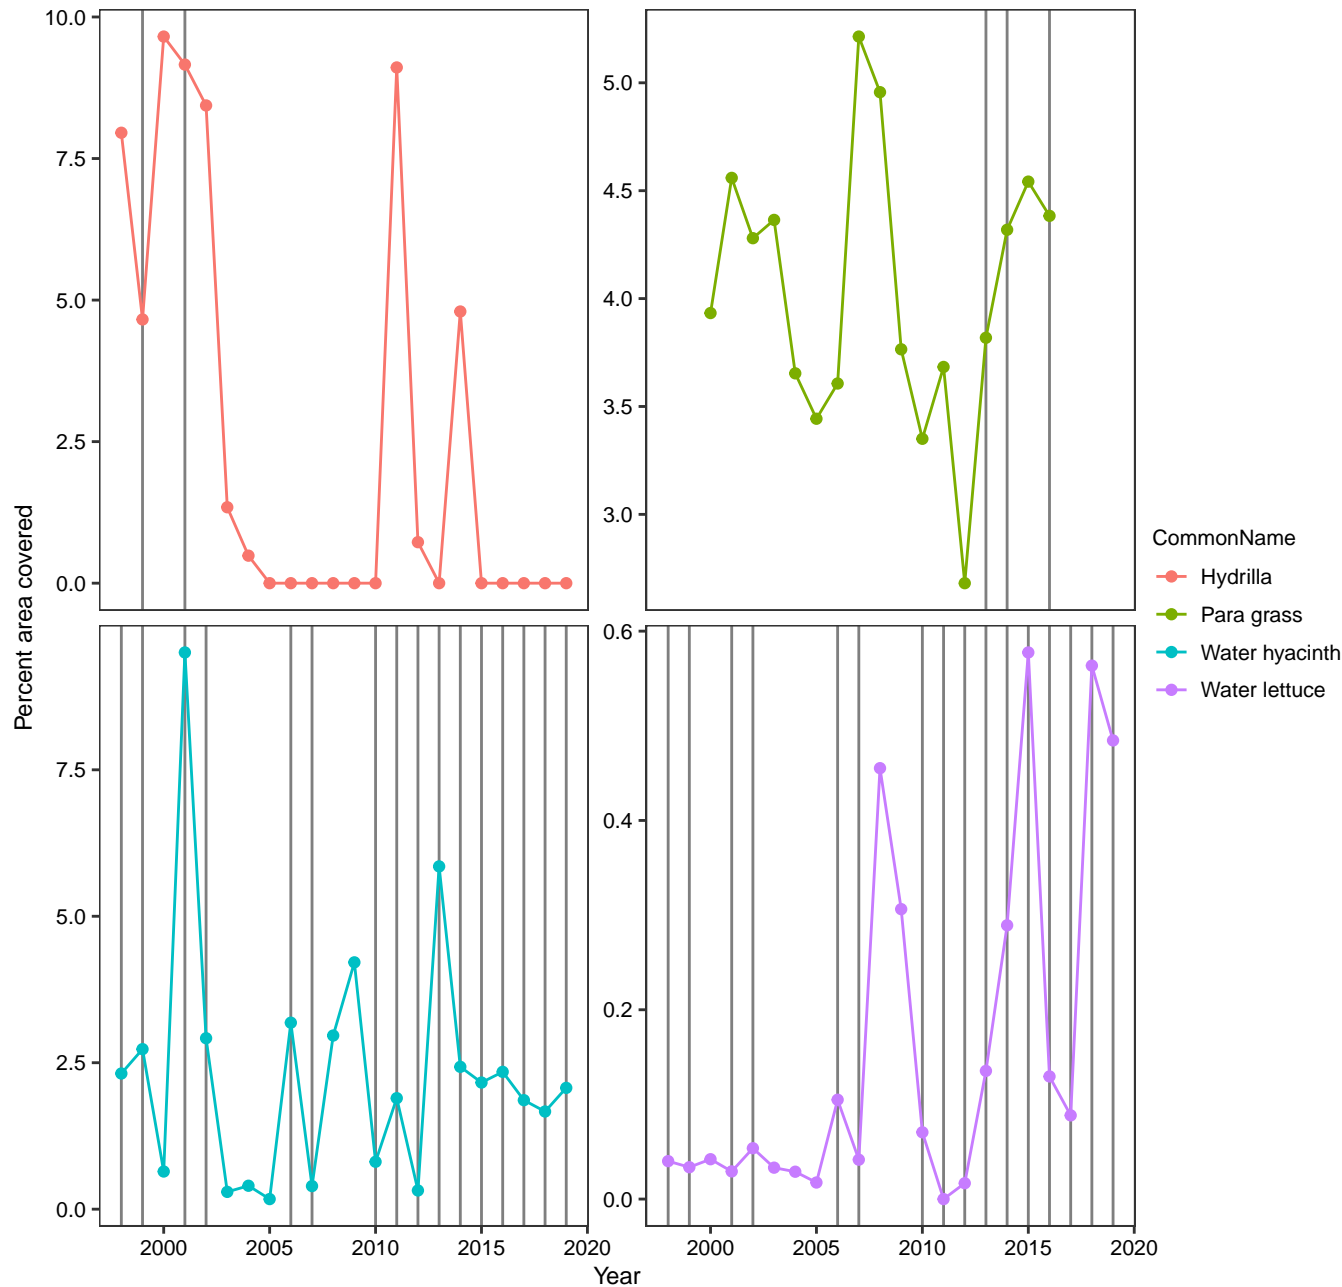 10.0
7.5
5.0
2.5
0.0
5.0
4.5
4.0
3.5
3.0
7.5
5.0
2.5
0.0
0.6
0.4
0.2
0.0
2000 2005 2010 2015 2020
2000 2005 2010 2015 2020
Year
Percent area covered
CommonName
Hydrilla
Para grass
Water hyacinth
Water lettuce